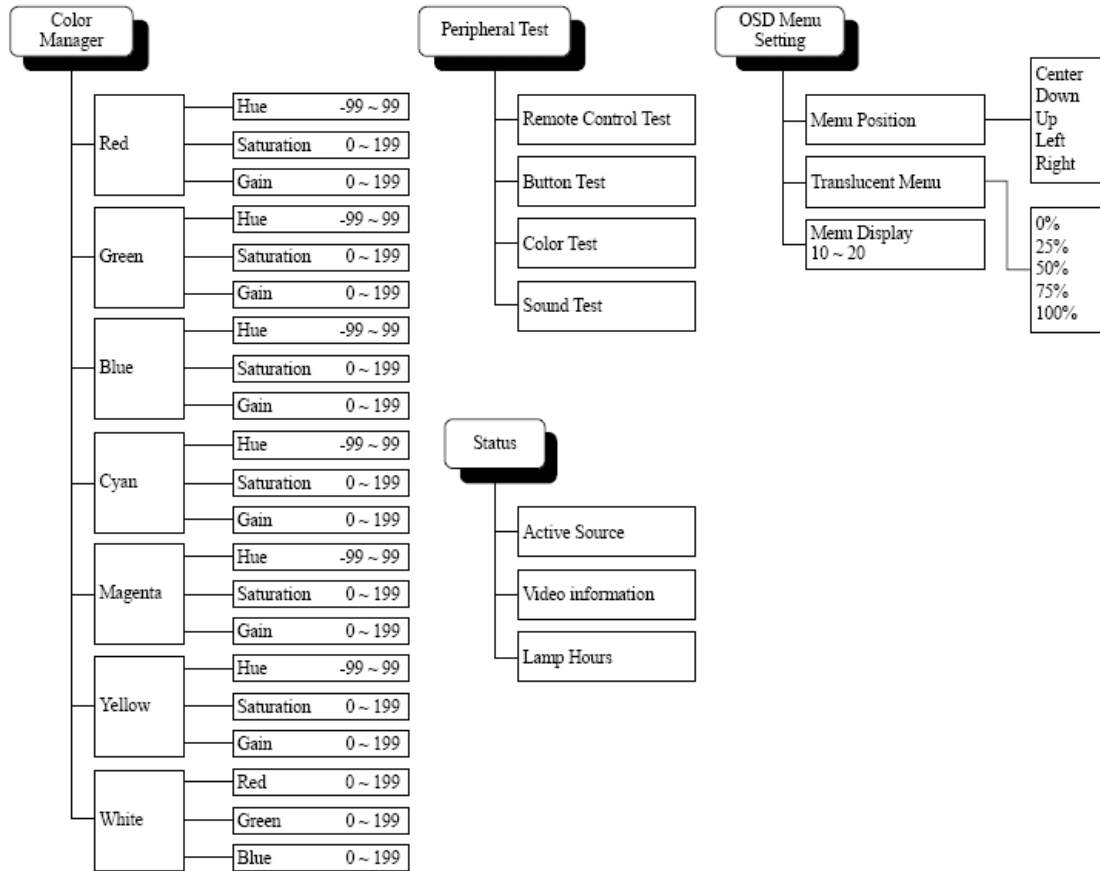 Color
Manager
Red
Hue -99 ~ 99
Saturation 0 ~ 199
Gain 0 ~ 199
Green
Hue -99 ~ 99
Saturation 0 ~ 199
Gain 0 ~ 199
Blue
Hue -99 ~ 99
Saturation 0 ~ 199
Gain 0 ~ 199
Cyan
Hue -99 ~ 99
Saturation 0 ~ 199
Gain 0 ~ 199
Magenta
Hue -99 ~ 99
Saturation 0 ~ 199
Gain 0 ~ 199
Yellow
Hue -99 ~ 99
Saturation 0 ~ 199
Gain 0 ~ 199
White
Red 0 ~ 199
Green 0 ~ 199
Blue 0 ~ 199
Peripheral Test
Remote Control Test
Button Test
Color Test
Sound Test
Status
Active Source
Video information
Lamp Hours
OSD Menu
Setting
Menu Position
Center
Down
Up
Left
Right
Translucent Menu
0%
25%
50%
75%
100%
Menu Display
10 ~ 20